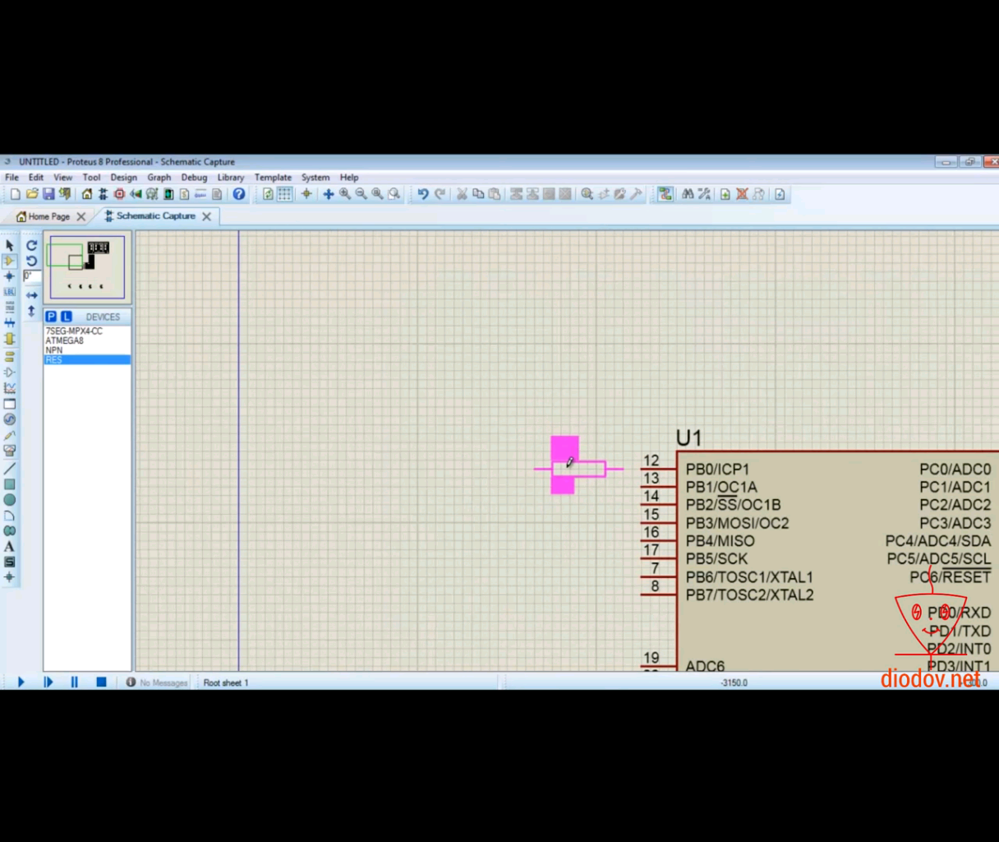 UNTITLED - Proteus 8 Professional - Schematic Capture
File Edit View Tool Design Graph Debug Library Template System Help
Home Page Schematic Capture
0°
LBL
P L DEVICES
7SEG-MPX4-CC
ATMEGA8
NPN
RES
A
S
U1
12 PB0/ICP1 PC0/ADC0
13 PB1/OC1A PC1/ADC1
14 PB2/SS/OC1B PC2/ADC2
15 PB3/MOSI/OC2 PC3/ADC3
16 PB4/MISO PC4/ADC4/SDA
17 PB5/SCK PC5/ADC5/SCL
7 PB6/TOSC1/XTAL1 PC6/RESET
8 PB7/TOSC2/XTAL2
PD0/RXD
PD1/TXD
PD2/INT0
19 ADC6 PD3/INT1
No Messages Root sheet 1 -3150.0
diodov.net